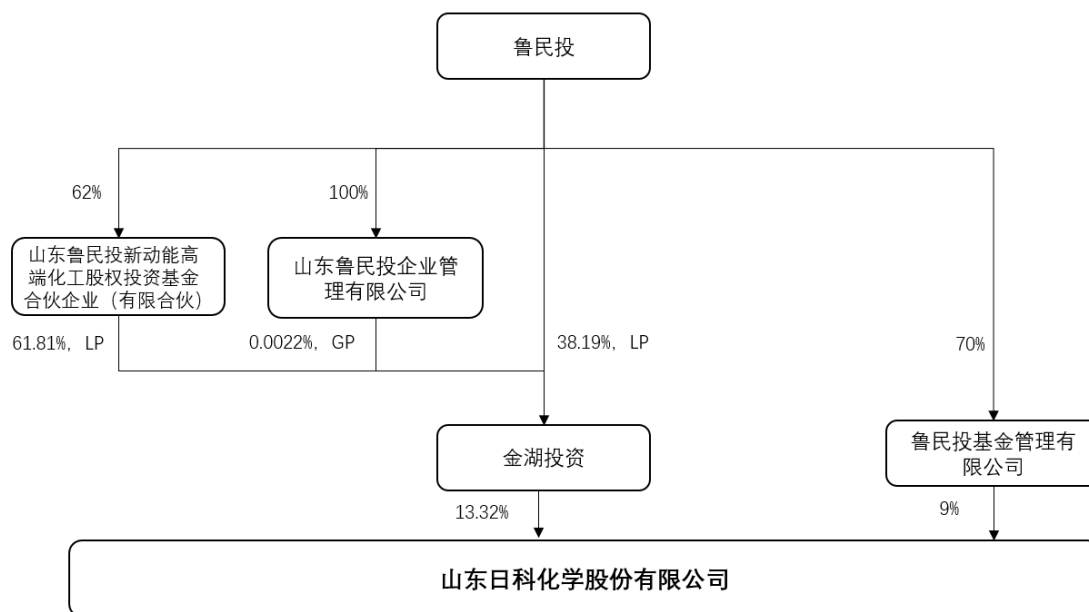 鲁民投
62%
100%
山东鲁民投新动能高
端化工股权投资基金
合伙企业（有限合伙）
山东鲁民投企业管
理有限公司
61.81%，LP
0.0022%，GP
38.19%，LP
70%
金湖投资
鲁民投基金管理有
限公司
13.32%
9%
山东日科化学股份有限公司